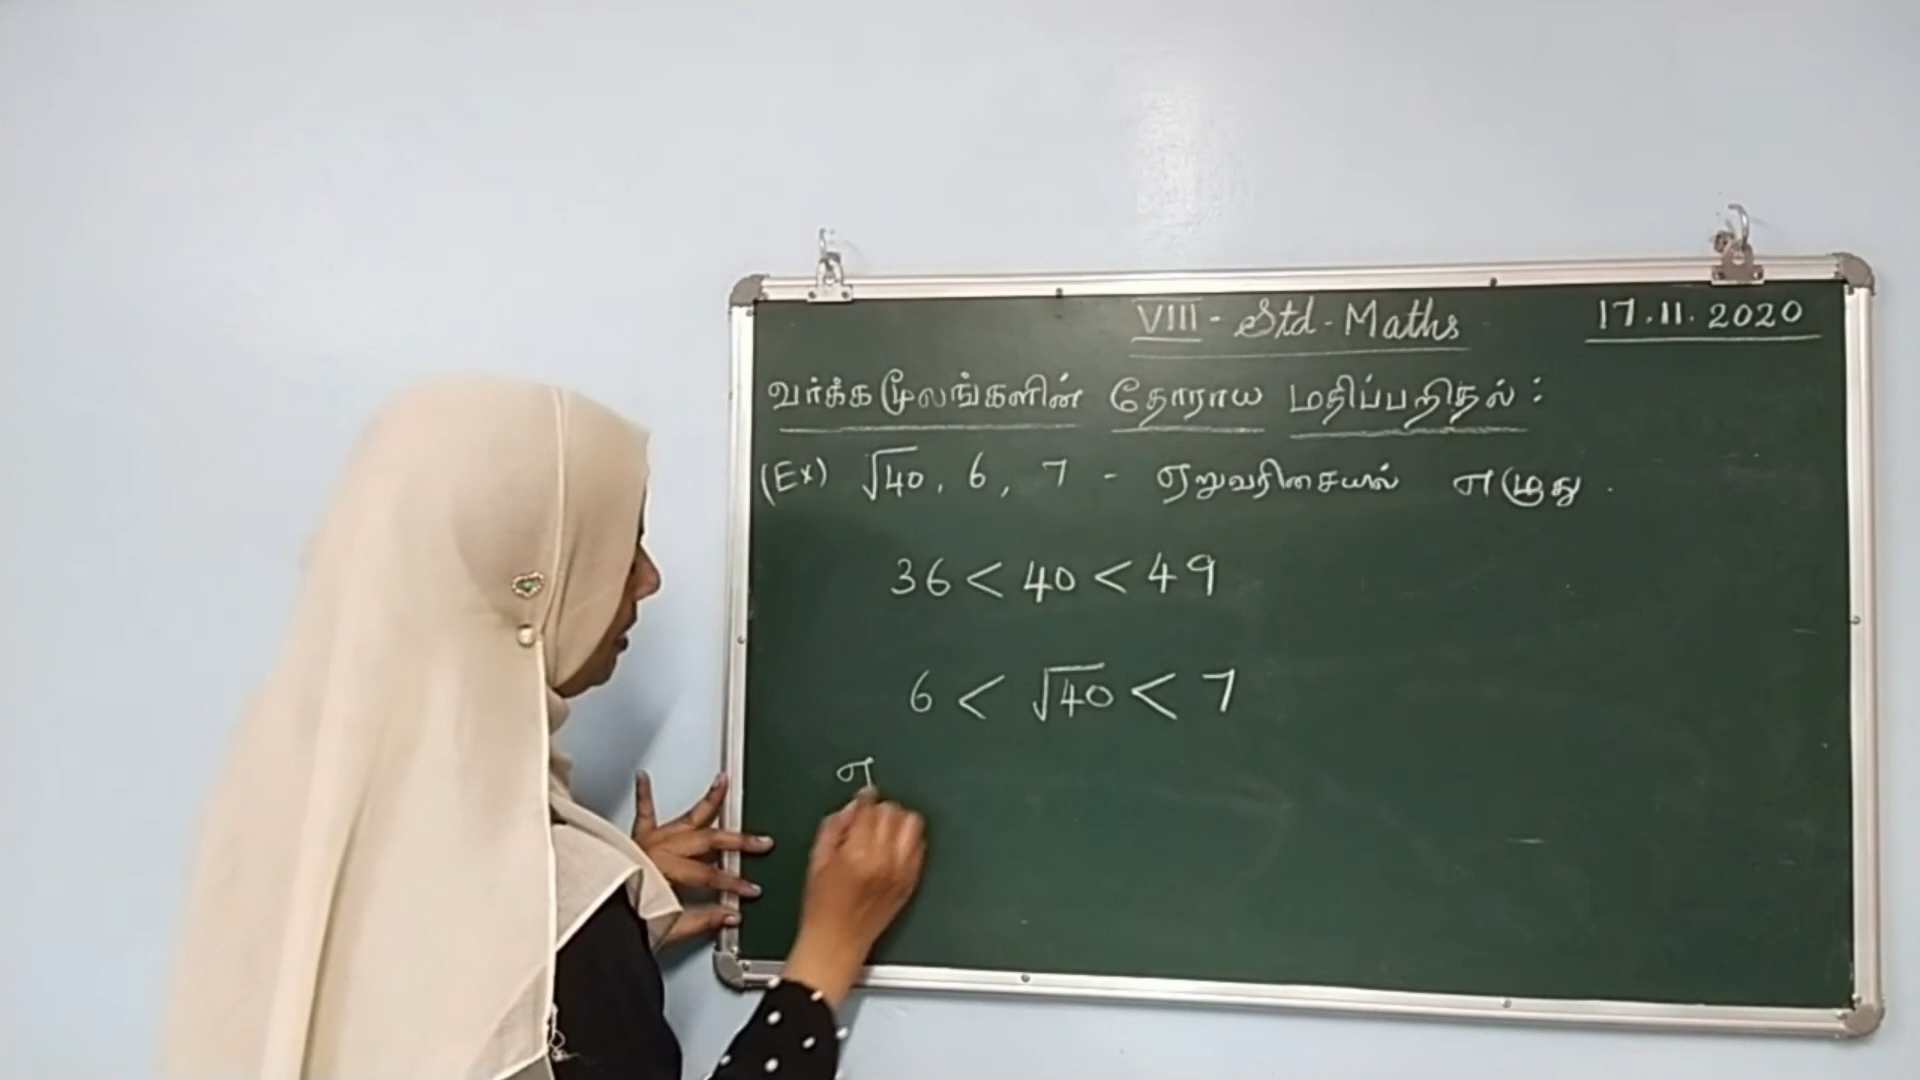 VIII - Std - Maths 17.11.2020
வர்க்கமூலங்களின் தோராய மதிப்பறிதல் :
(Ex) √40, 6, 7 - ஏறுவரிசையில் எழுது.
36 < 40 < 49
6 < √40 < 7
எ